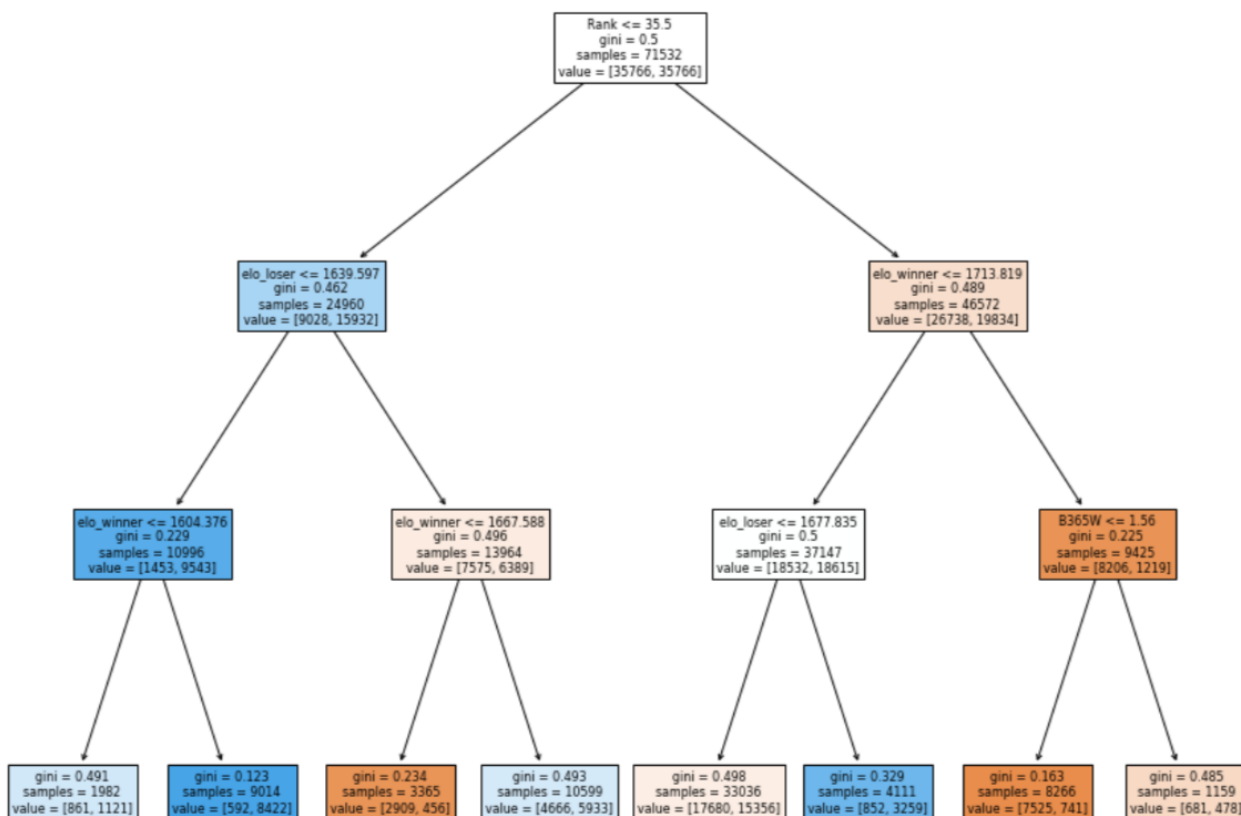 Rank <= 35.5
gini = 0.5
samples = 71532
value = [35766, 35766]
elo_loser <= 1639.597
gini = 0.462
samples = 24960
value = [9028, 15932]
elo_winner <= 1713.819
gini = 0.489
samples = 46572
value = [26738, 19834]
elo_winner <= 1604.376
gini = 0.229
samples = 10996
value = [1453, 9543]
elo_winner <= 1667.588
gini = 0.496
samples = 13964
value = [7575, 6389]
elo_loser <= 1677.835
gini = 0.5
samples = 37147
value = [18532, 18615]
B365W <= 1.56
gini = 0.225
samples = 9425
value = [8206, 1219]
gini = 0.491
samples = 1982
value = [861, 1121]
gini = 0.123
samples = 9014
value = [592, 8422]
gini = 0.234
samples = 3365
value = [2909, 456]
gini = 0.493
samples = 10599
value = [4666, 5933]
gini = 0.498
samples = 33036
value = [17680, 15356]
gini = 0.329
samples = 4111
value = [852, 3259]
gini = 0.163
samples = 8266
value = [7525, 741]
gini = 0.485
samples = 1159
value = [681, 478]